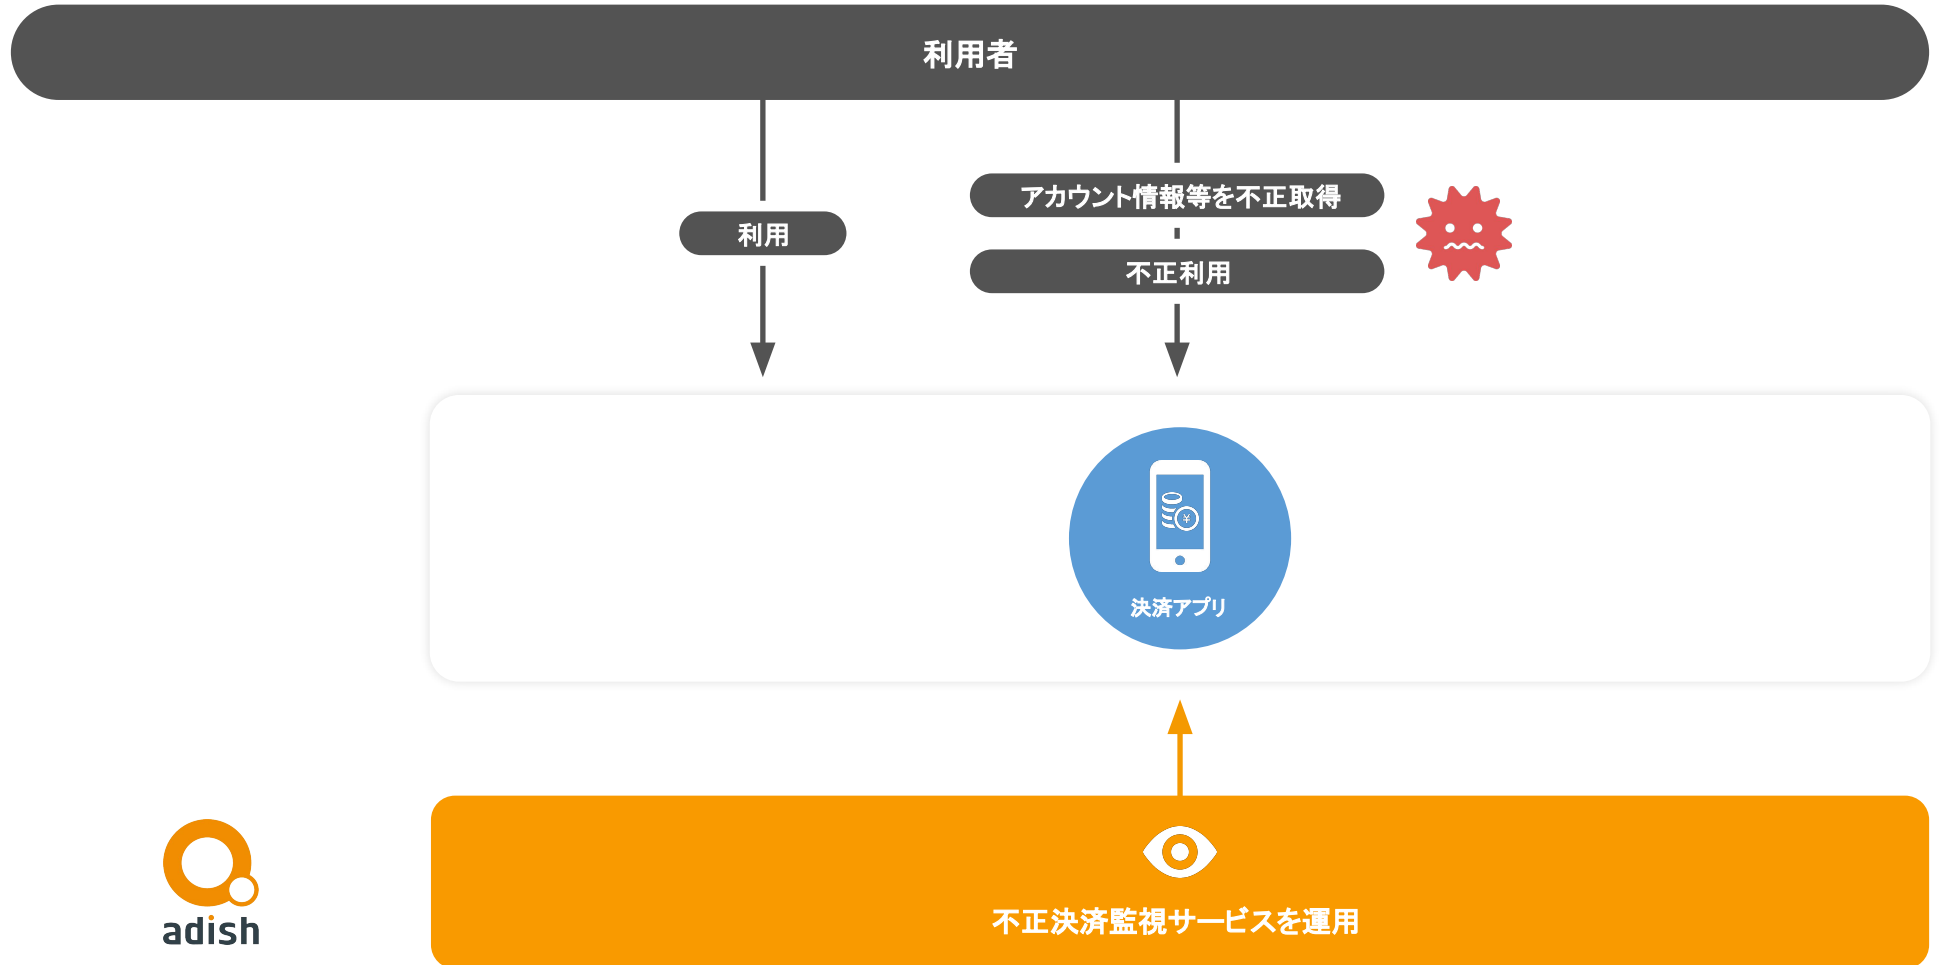 利用者
アカウント情報等を不正取得
利用
不正利用
¥
決済アプリ
不正決済監視サービスを運用
adish